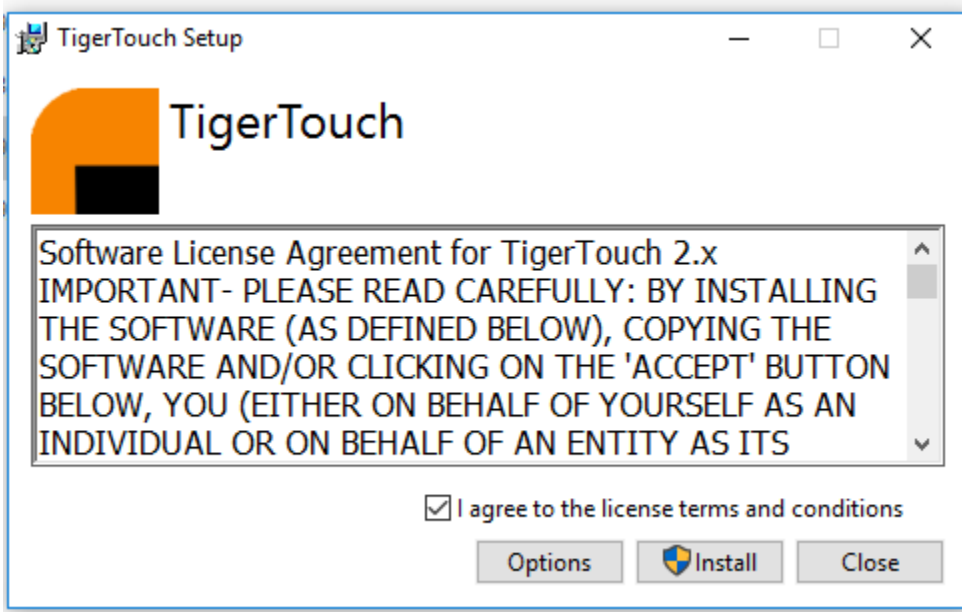 TigerTouch Setup
TigerTouch
Software License Agreement for TigerTouch 2.x
IMPORTANT- PLEASE READ CAREFULLY: BY INSTALLING
THE SOFTWARE (AS DEFINED BELOW), COPYING THE
SOFTWARE AND/OR CLICKING ON THE 'ACCEPT' BUTTON
BELOW, YOU (EITHER ON BEHALF OF YOURSELF AS AN
INDIVIDUAL OR ON BEHALF OF AN ENTITY AS ITS
I agree to the license terms and conditions
Options Install Close